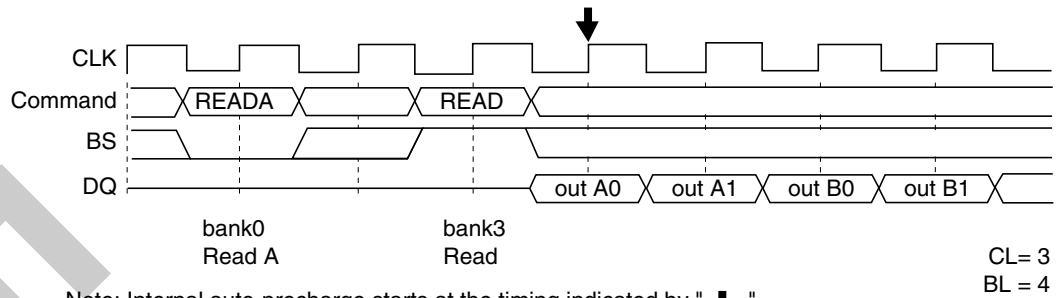 CLK
Command READA READ
BS
DQ out A0 out A1 out B0 out B1
bank0 bank3
Read A Read CL= 3
BL = 4
Note: Internal auto-precharge starts at the timing indicated by " ".